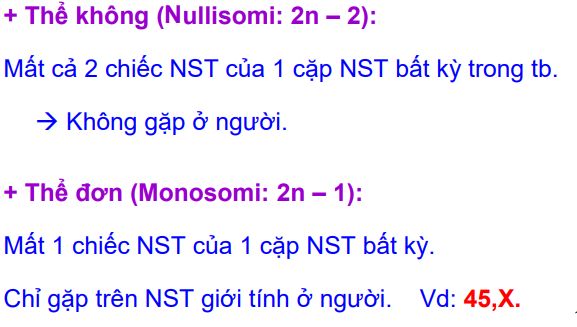 + Thể không (Nullisomi: 2n – 2):
Mất cả 2 chiếc NST của 1 cặp NST bất kỳ trong tb.
→ Không gặp ở người.
+ Thể đơn (Monosomi: 2n – 1):
Mất 1 chiếc NST của 1 cặp NST bất kỳ.
Chỉ gặp trên NST giới tính ở người. Vd: 45,X.